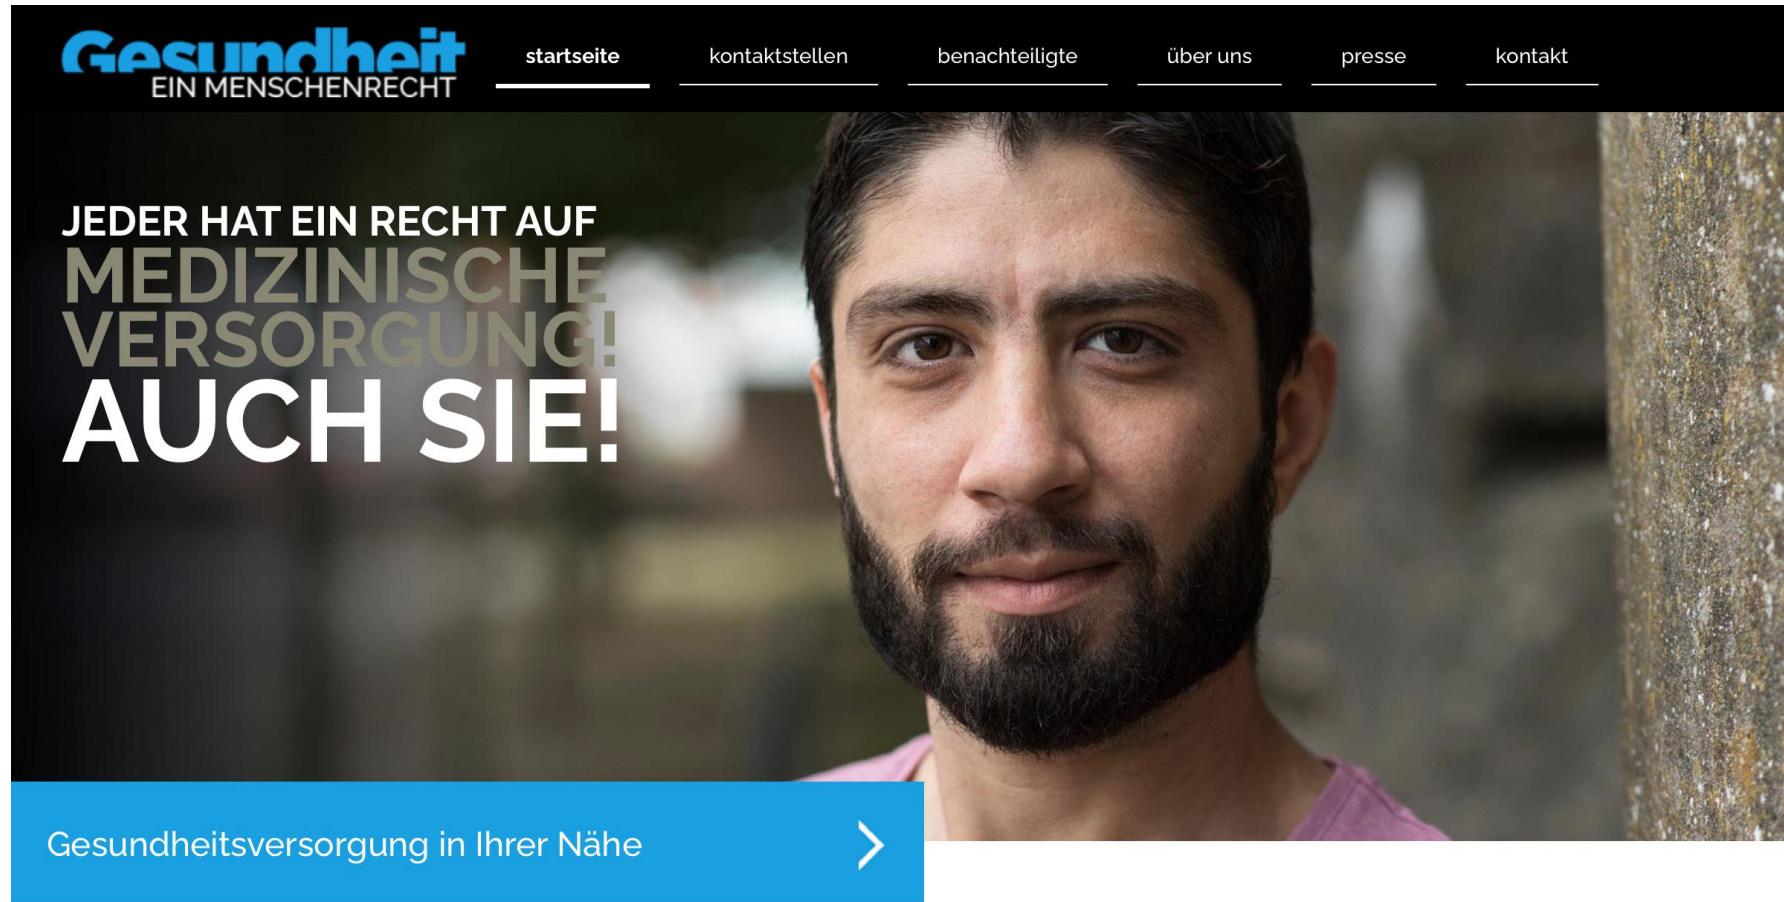 Gesundheit
EIN MENSCHENRECHT
startseite
kontaktstellen
benachteiligte
über uns
presse
kontakt
JEDER HAT EIN RECHT AUF
MEDIZINISCHE
VERSORGUNG!
AUCH SIE!
Gesundheitsversorgung in Ihrer Nähe